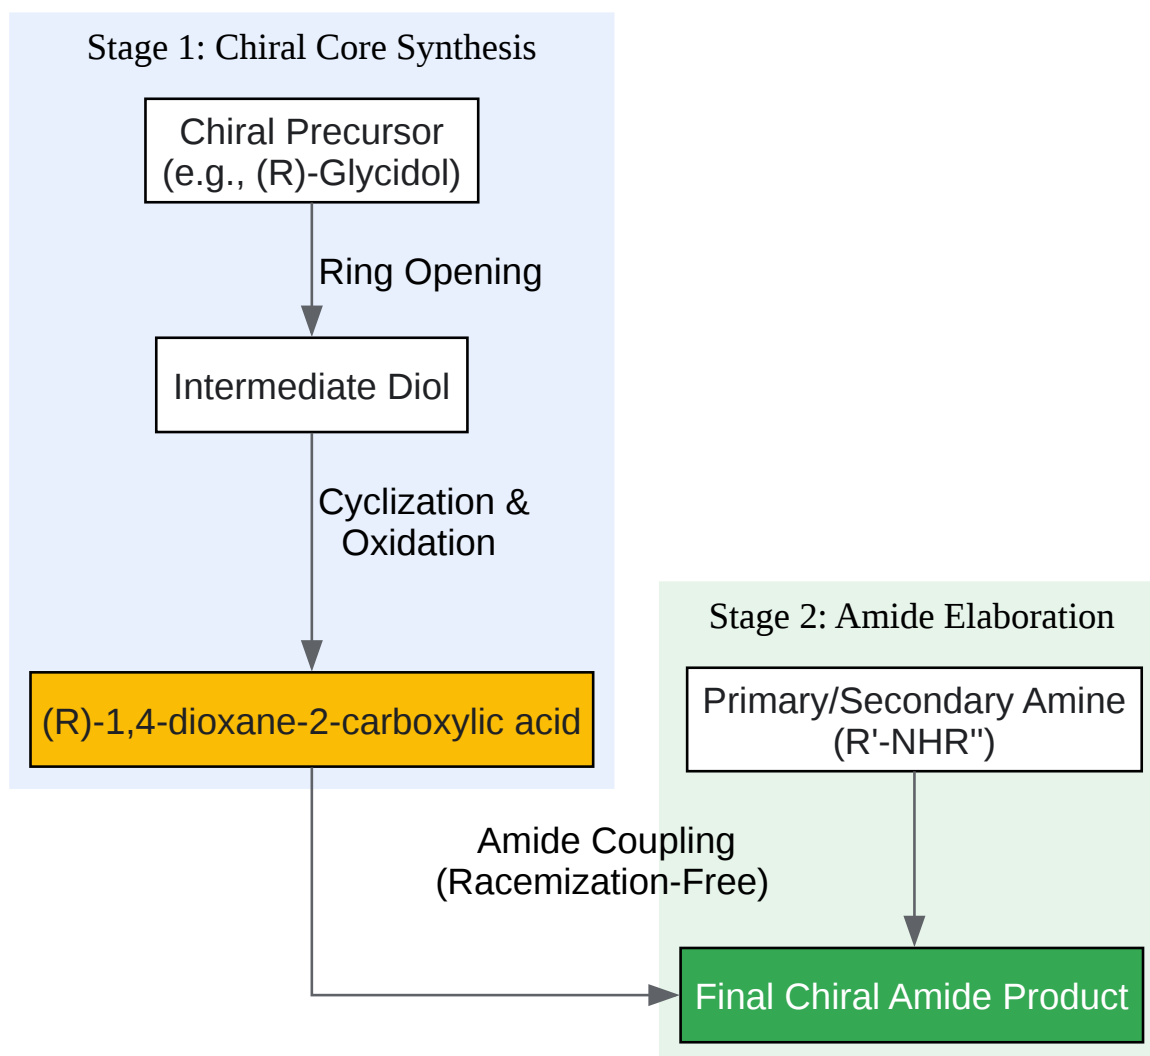 Stage 1: Chiral Core Synthesis
Chiral Precursor
(e.g., (R)-Glycidol)
Ring Opening
Intermediate Diol
Cyclization &
Oxidation
(R)-1,4-dioxane-2-carboxylic acid
Stage 2: Amide Elaboration
Primary/Secondary Amine
(R'-NHR")
Amide Coupling
(Racemization-Free)
Final Chiral Amide Product